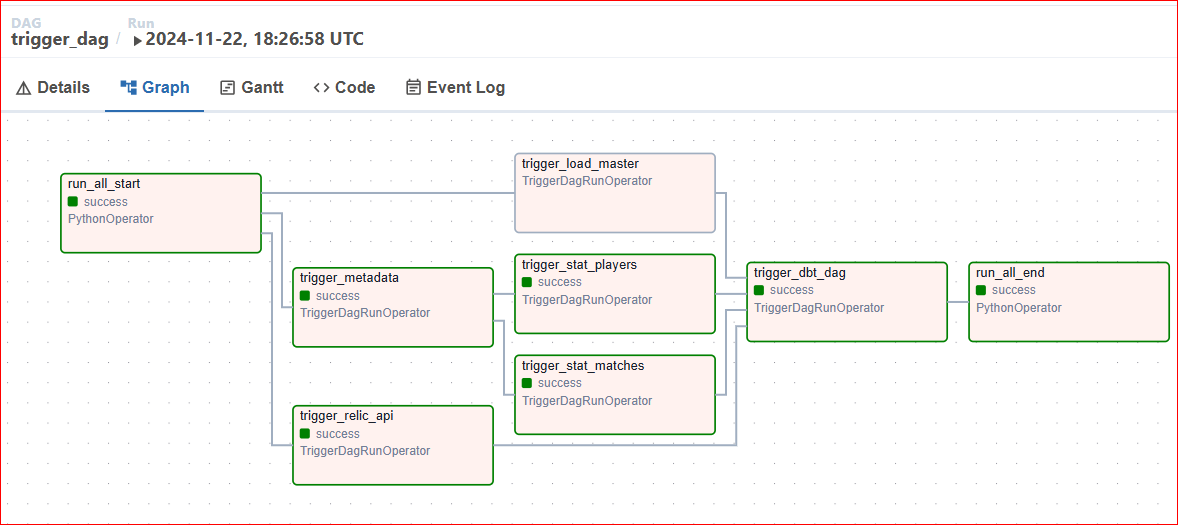 DAG
trigger_dag
/
Run
2024-11-22, 18:26:58 UTC
Details
Graph
Gantt
Code
Event Log
run_all_start
success
PythonOperator
trigger_metadata
success
TriggerDagRunOperator
trigger_relic_api
success
TriggerDagRunOperator
trigger_load_master
TriggerDagRunOperator
trigger_stat_players
success
TriggerDagRunOperator
trigger_stat_matches
success
TriggerDagRunOperator
trigger_dbt_dag
success
TriggerDagRunOperator
run_all_end
success
PythonOperator